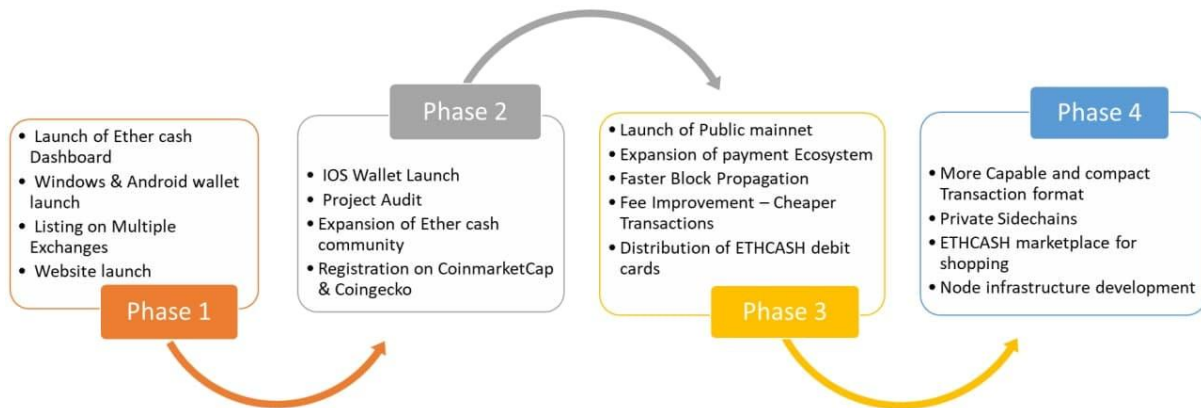 • Launch of Ether cash
Dashboard
• Windows & Android wallet
launch
• Listing on Multiple
Exchanges
• Website launch
Phase 1
Phase 2
• IOS Wallet Launch
• Project Audit
• Expansion of Ether cash
community
• Registration on CoinmarketCap
& Coingecko
• Launch of Public mainnet
• Expansion of payment Ecosystem
• Faster Block Propagation
• Fee Improvement – Cheaper
Transactions
• Distribution of ETHCASH debit
cards
Phase 3
Phase 4
• More Capable and compact
Transaction format
• Private Sidechains
• ETHCASH marketplace for
shopping
• Node infrastructure development